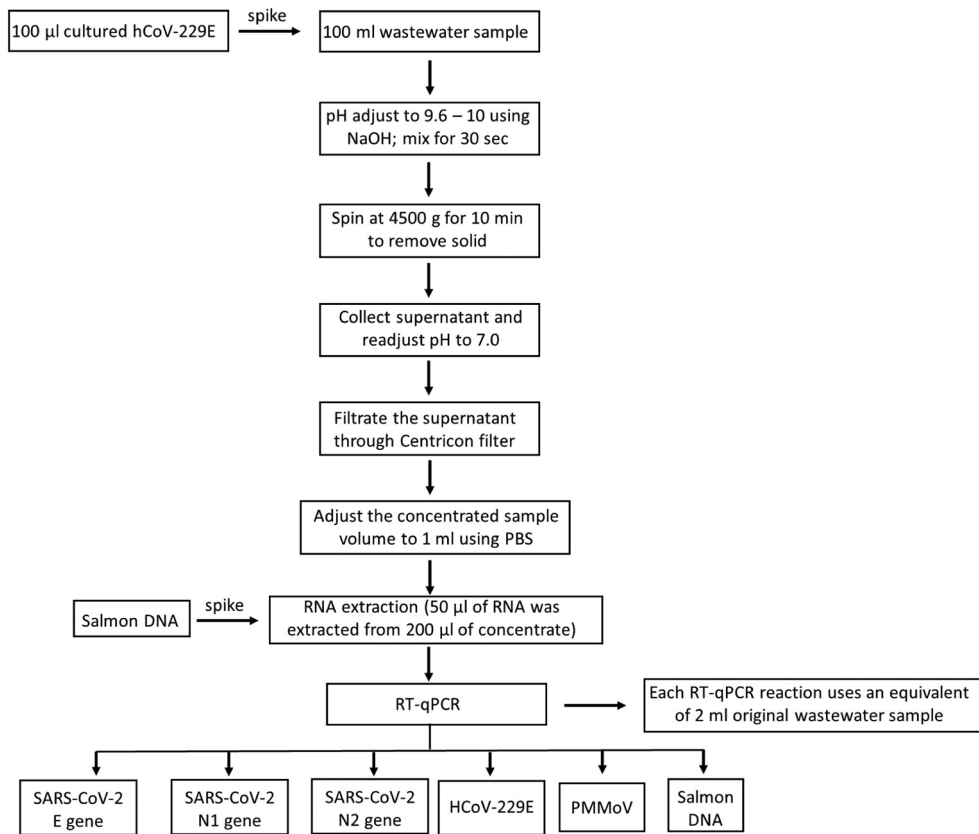 spike
100 µl cultured hCoV-229E
100 ml wastewater sample
pH adjust to 9.6 – 10 using
NaOH; mix for 30 sec
Spin at 4500 g for 10 min
to remove solid
Collect supernatant and
readjust pH to 7.0
Filtrate the supernatant
through Centricon filter
Adjust the concentrated sample
volume to 1 ml using PBS
spike
Salmon DNA
RNA extraction (50 µl of RNA was
extracted from 200 µl of concentrate)
RT-qPCR
Each RT-qPCR reaction uses an equivalent
of 2 ml original wastewater sample
SARS-CoV-2
E gene
SARS-CoV-2
N1 gene
SARS-CoV-2
N2 gene
HCoV-229E
PMMoV
Salmon
DNA